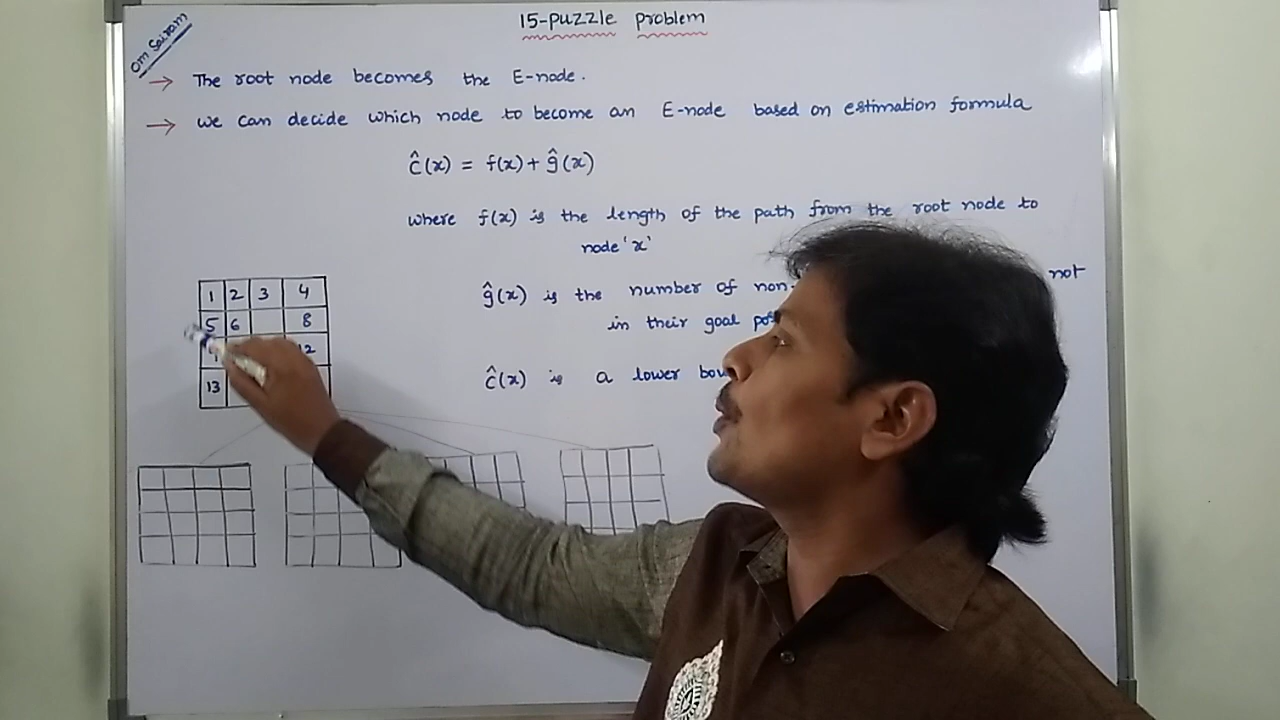 15-puzzle problem
Om Sairam
→ The root node becomes the E-node.
→ we can decide which node to become an E-node based on estimation formula
ĉ(x) = f(x) + ĝ(x)
where f(x) is the length of the path from the root node to
node 'x'
ĝ(x) is the number of non- not
in their goal
ĉ(x) is a lower
1 2 3 4
5 6 8
12
13